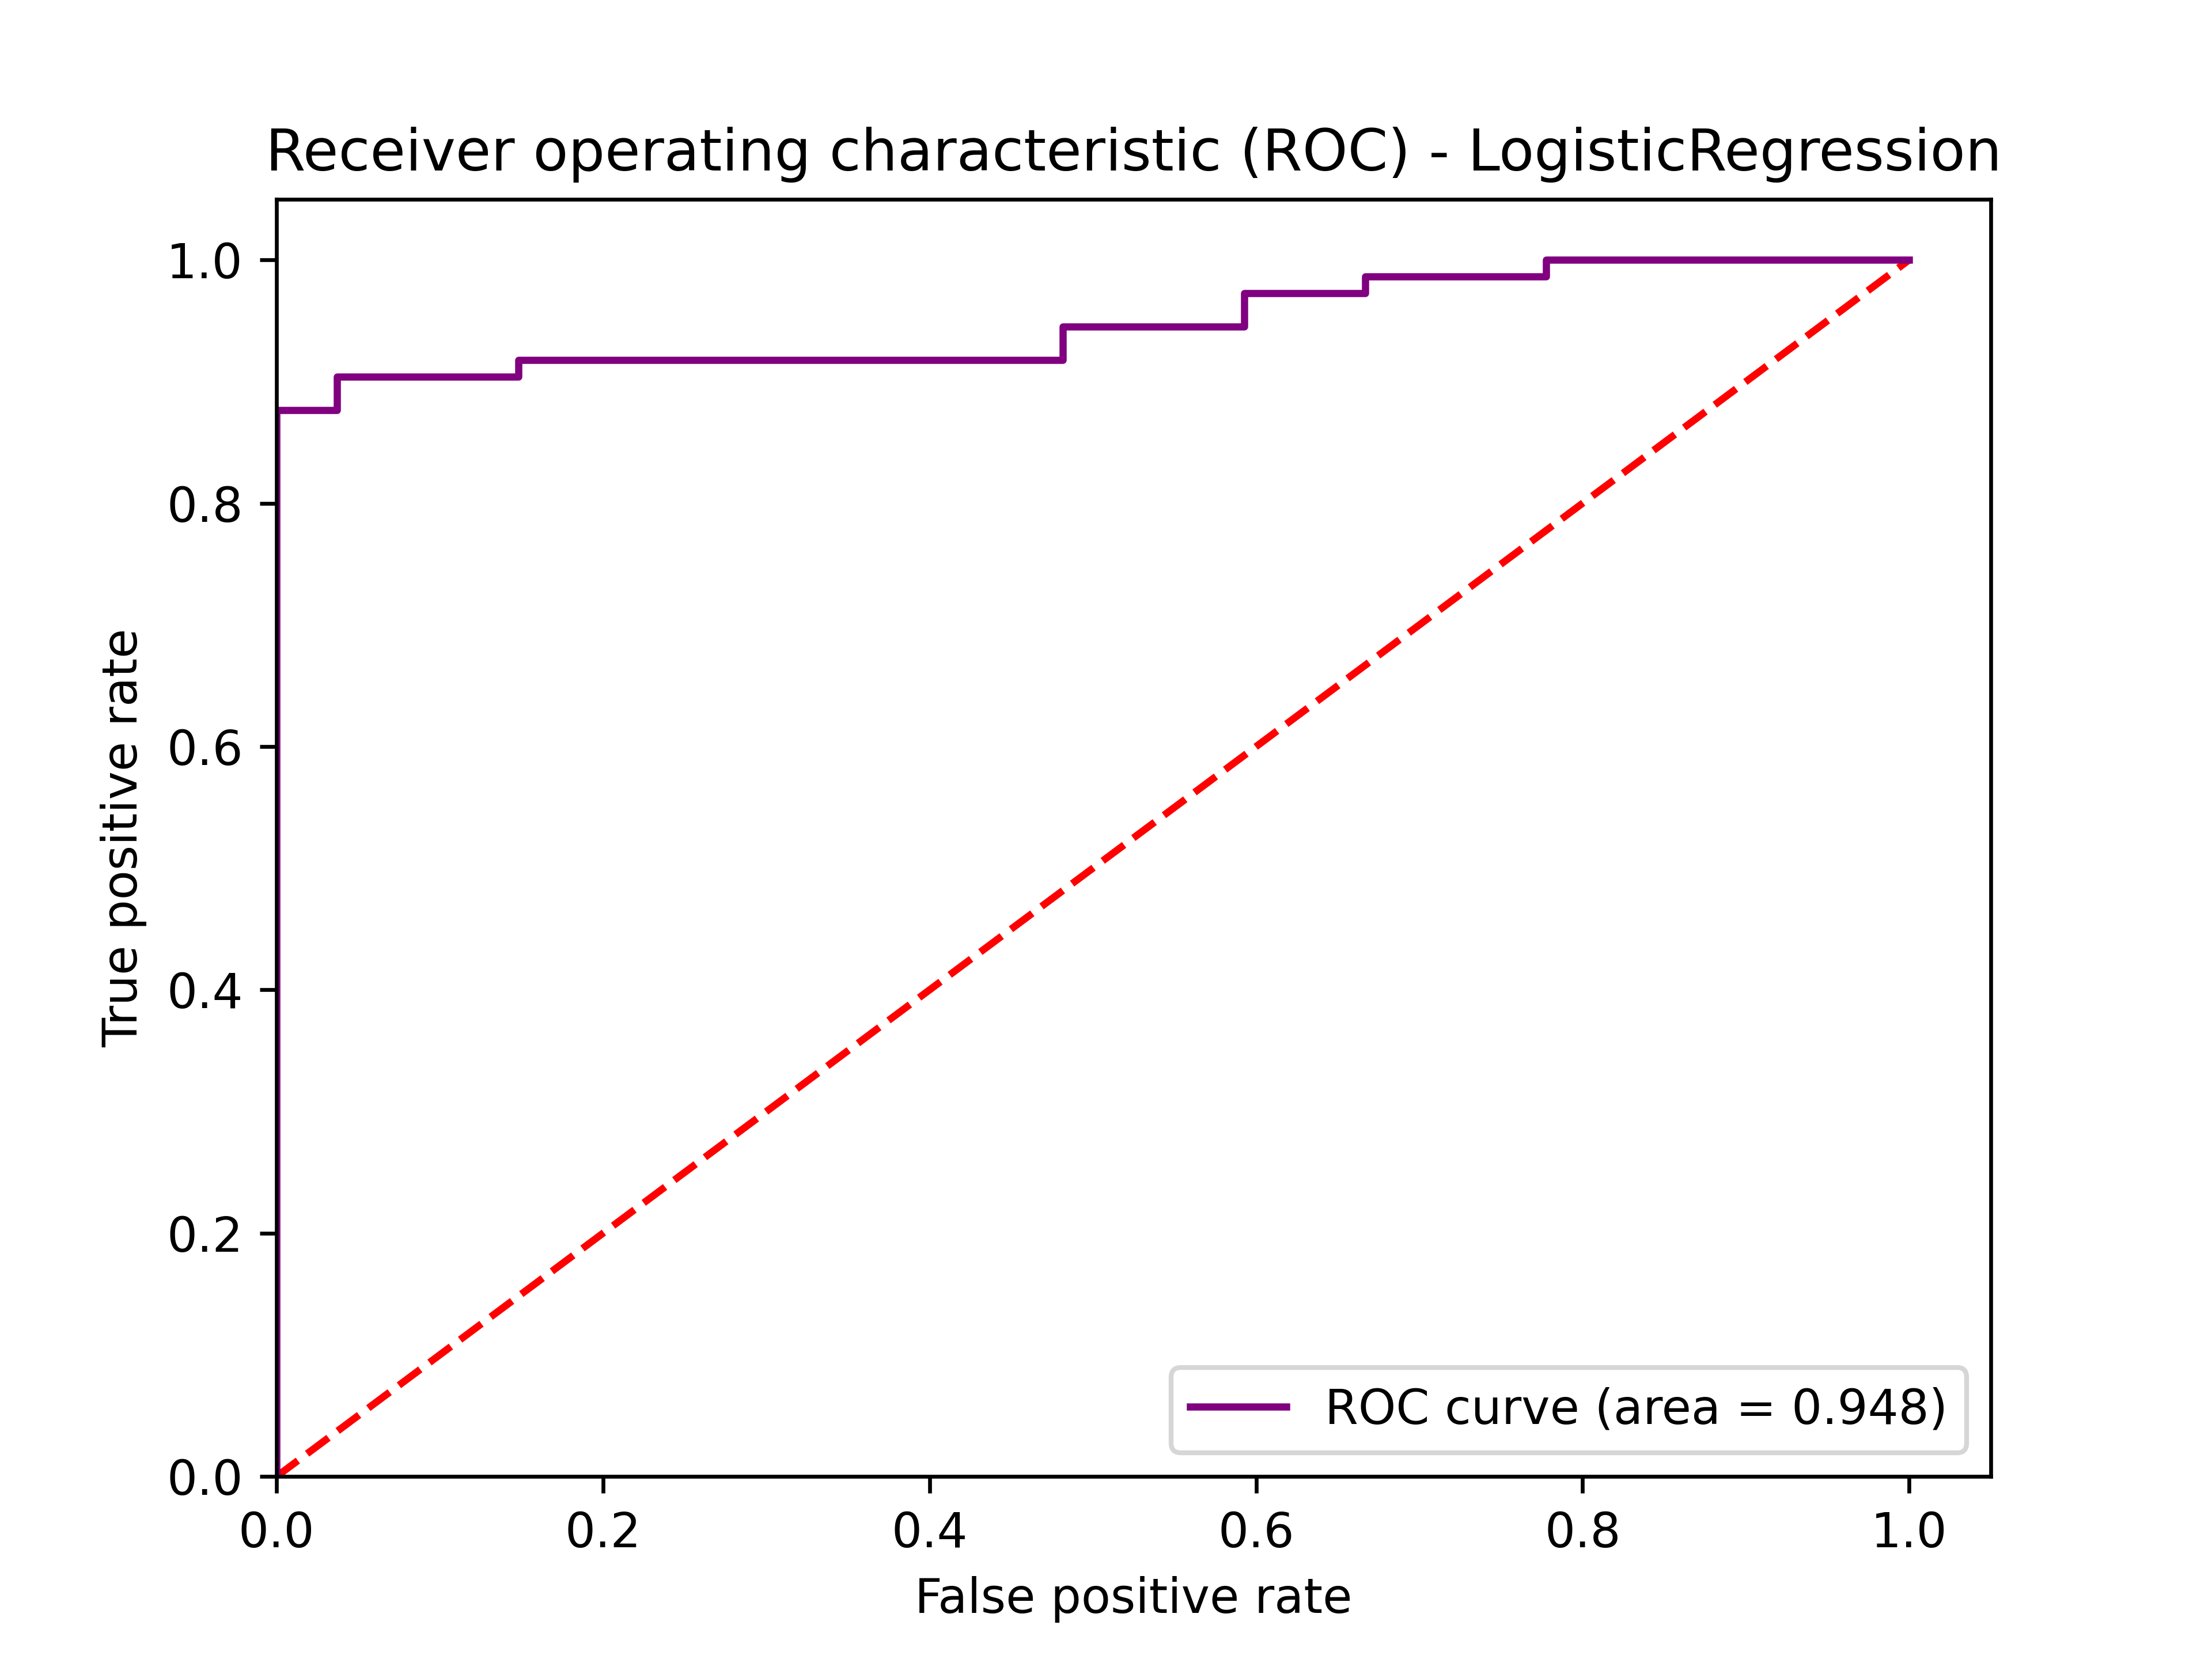 Receiver operating characteristic (ROC) - LogisticRegression
1.0
0.8
0.6
0.4
0.2
0.0
True positive rate
0.0 0.2 0.4 0.6 0.8 1.0
False positive rate
ROC curve (area = 0.948)